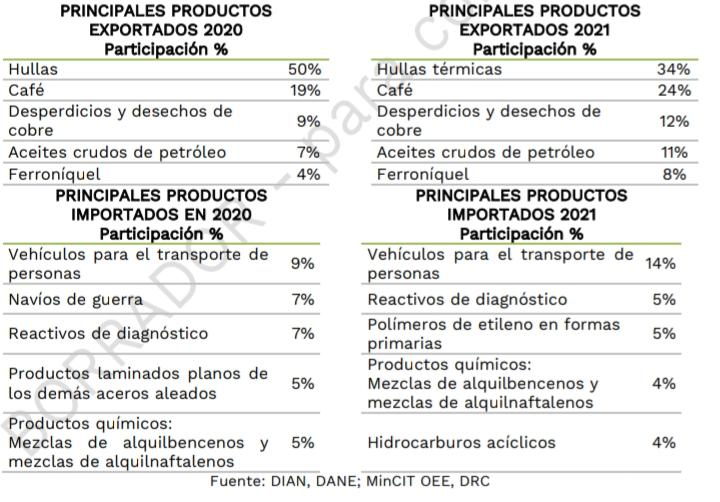 PRINCIPALES PRODUCTOS
EXPORTADOS 2020
Participación %
Hullas 50%
Café 19%
Desperdicios y desechos de
cobre 9%
Aceites crudos de petróleo 7%
Ferroníquel 4%
PRINCIPALES PRODUCTOS
IMPORTADOS EN 2020
Participación %
Vehículos para el transporte de
personas 9%
Navíos de guerra 7%
Reactivos de diagnóstico 7%
Productos laminados planos de
los demás aceros aleados 5%
Productos químicos:
Mezclas de alquilbencenos y 5%
mezclas de alquilnaftalenos
PRINCIPALES PRODUCTOS
EXPORTADOS 2021
Participación %
Hullas térmicas 34%
Café 24%
Desperdicios y desechos de
cobre 12%
Aceites crudos de petróleo 11%
Ferroníquel 8%
PRINCIPALES PRODUCTOS
IMPORTADOS 2021
Participación %
Vehículos para el transporte de
personas 14%
Reactivos de diagnóstico 5%
Polímeros de etileno en formas
primarias 5%
Productos químicos:
Mezclas de alquilbencenos y 4%
mezclas de alquilnaftalenos
Hidrocarburos acíclicos 4%
Fuente: DIAN, DANE; MinCIT OEE, DRC
BORRADOR - para